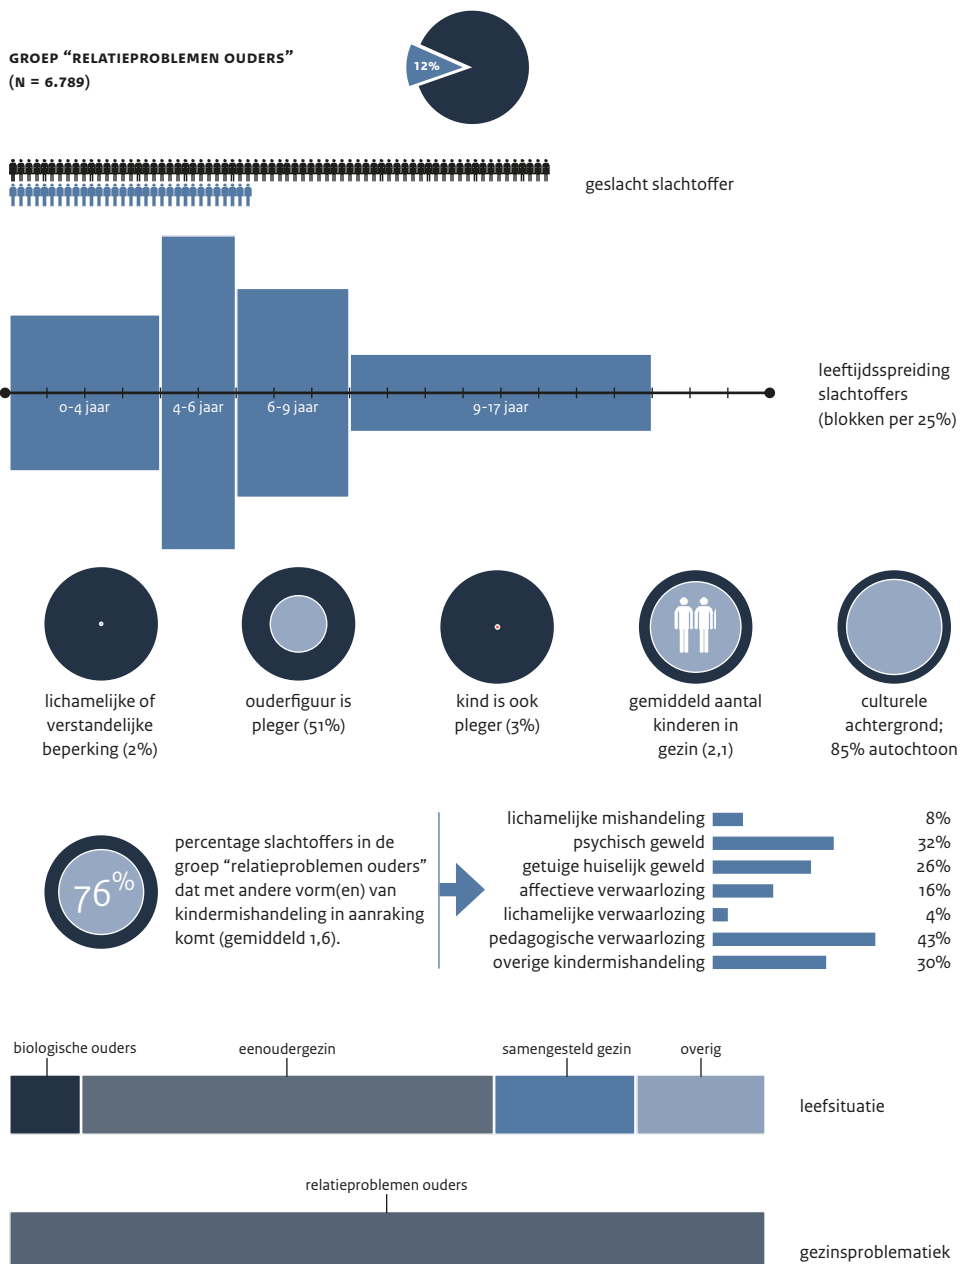 GROEP “RELATIEPROBLEMEN OUDERS”
(N = 6.789)
12%
geslacht slachtoffer
0-4 jaar
4-6 jaar
6-9 jaar
9-17 jaar
leeftijdsspreiding
slachtoffers
(blokken per 25%)
lichamelijke of
verstandelijke
beperking (2%)
ouderfiguur is
pleger (51%)
kind is ook
pleger (3%)
gemiddeld aantal
kinderen in
gezin (2,1)
culturele
achtergrond;
85% autochtoon
76%
percentage slachtoffers in de
groep “relatieproblemen ouders”
dat met andere vorm(en) van
kindermishandeling in aanraking
komt (gemiddeld 1,6).
lichamelijke mishandeling 8%
psychisch geweld 32%
getuige huiselijk geweld 26%
affectieve verwaarlozing 16%
lichamelijke verwaarlozing 4%
pedagogische verwaarlozing 43%
overige kindermishandeling 30%
biologische ouders
eenoudergezin
samengesteld gezin
overig
leefsituatie
relatieproblemen ouders
gezinsproblematiek